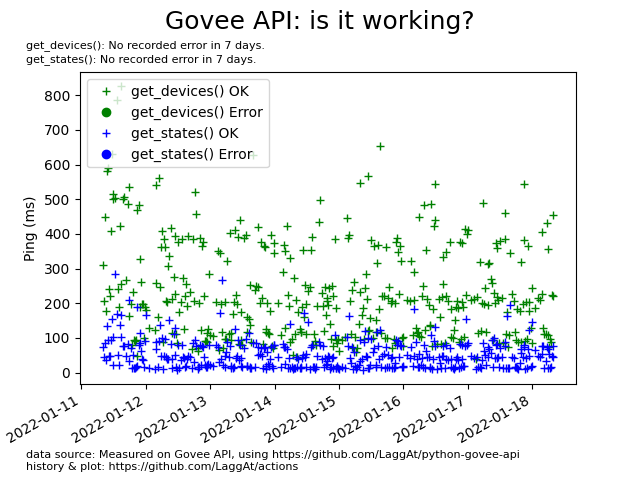 Govee API: is it working?
get_devices(): No recorded error in 7 days.
get_states(): No recorded error in 7 days.
get_devices() OK
get_devices() Error
get_states() OK
get_states() Error
Ping (ms)
800
700
600
500
400
300
200
100
0
2022-01-11
2022-01-12
2022-01-13
2022-01-14
2022-01-15
2022-01-16
2022-01-17
2022-01-18
data source: Measured on Govee API, using https://github.com/LaggAt/python-govee-api
history & plot: https://github.com/LaggAt/actions